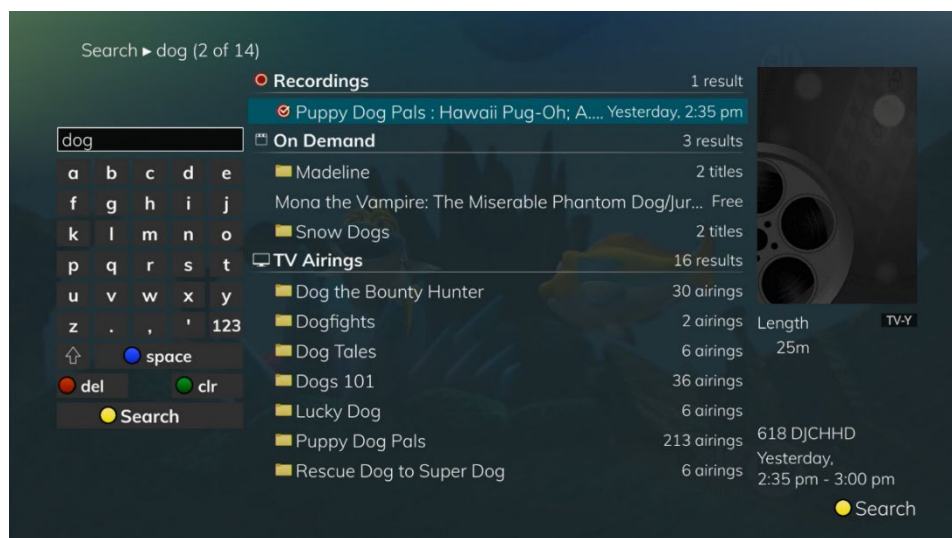 Search ▸ dog (2 of 14)
Recordings 1 result
Puppy Dog Pals : Hawaii Pug-Oh; A.... Yesterday, 2:35 pm
dog
On Demand 3 results
Madeline 2 titles
Mona the Vampire: The Miserable Phantom Dog/Jur... Free
Snow Dogs 2 titles
TV Airings 16 results
Dog the Bounty Hunter 30 airings
Dogfights 2 airings
Dog Tales 6 airings
Dogs 101 36 airings
Lucky Dog 6 airings
Puppy Dog Pals 213 airings
Rescue Dog to Super Dog 6 airings
a b c d e
f g h i j
k l m n o
p q r s t
u v w x y
z . , ' 123
space
del clr
Search
Length TV-Y
25m
618 DJCHHD
Yesterday,
2:35 pm - 3:00 pm
Search